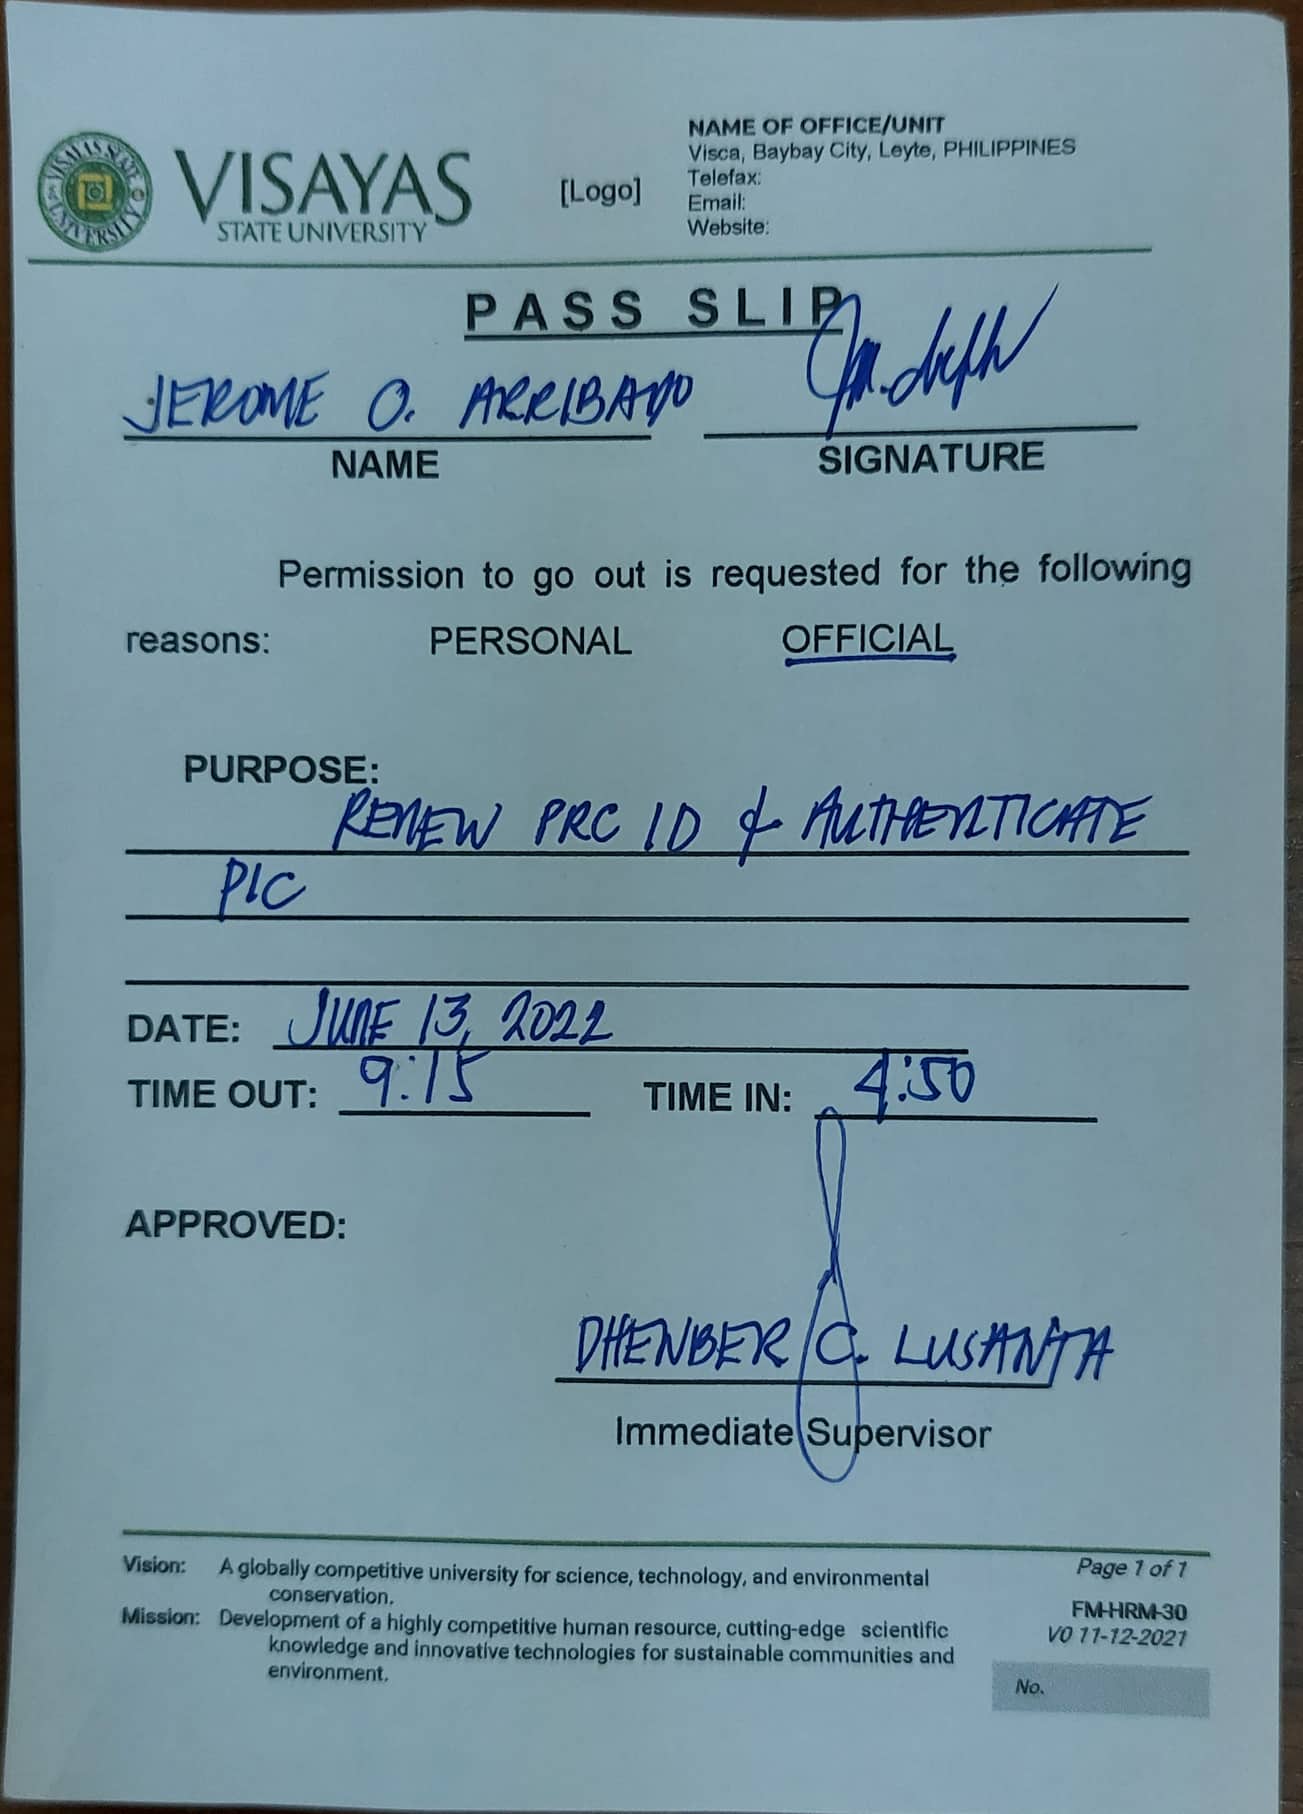 VISAYAS STATE UNIVERSITY
VISAYAS
STATE UNIVERSITY
[Logo]
NAME OF OFFICE/UNIT
Visca, Baybay City, Leyte, PHILIPPINES
Telefax:
Email:
Website:
PASS SLIP
JEROME O. ARRIBADO
NAME
SIGNATURE
Permission to go out is requested for the following
reasons: PERSONAL OFFICIAL
PURPOSE:
RENEW PRC ID & AUTHENTICATE
PIC
DATE: JUNE 13, 2022
TIME OUT: 9:15 TIME IN: 4:50
APPROVED:
DHENBER C. LUSANTA
Immediate Supervisor
Vision: A globally competitive university for science, technology, and environmental
conservation.
Mission: Development of a highly competitive human resource, cutting-edge scientific
knowledge and innovative technologies for sustainable communities and
environment.
Page 1 of 1
FM-HRM-30
V0 11-12-2021
No.